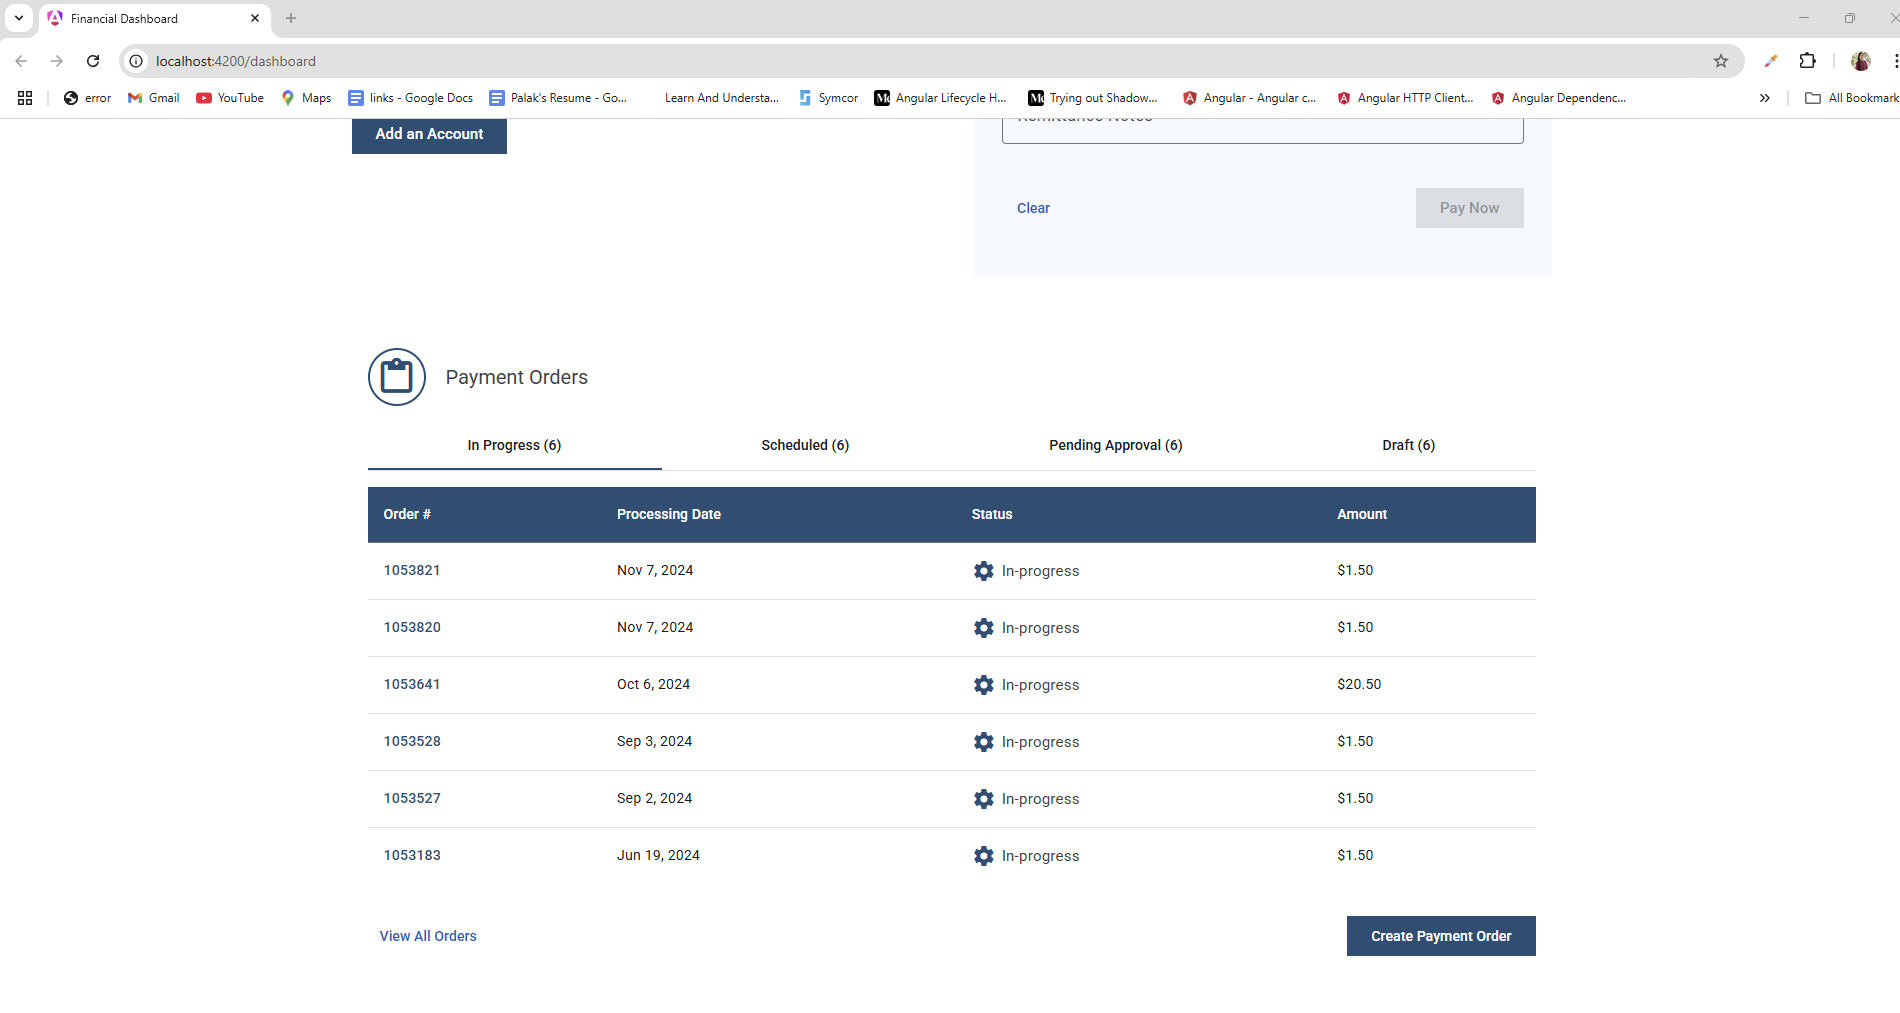 Financial Dashboard
localhost:4200/dashboard
error
Gmail
YouTube
Maps
links - Google Docs
Palak's Resume - Go...
Learn And Understa...
Symcor
Angular Lifecycle H...
Trying out Shadow...
Angular - Angular c...
Angular HTTP Client...
Angular Dependenc...
All Bookmark
Add an Account
Remittance Notes
Clear
Pay Now
Payment Orders
In Progress (6) Scheduled (6) Pending Approval (6) Draft (6)
Order # Processing Date Status Amount
1053821 Nov 7, 2024 In-progress $1.50
1053820 Nov 7, 2024 In-progress $1.50
1053641 Oct 6, 2024 In-progress $20.50
1053528 Sep 3, 2024 In-progress $1.50
1053527 Sep 2, 2024 In-progress $1.50
1053183 Jun 19, 2024 In-progress $1.50
View All Orders
Create Payment Order